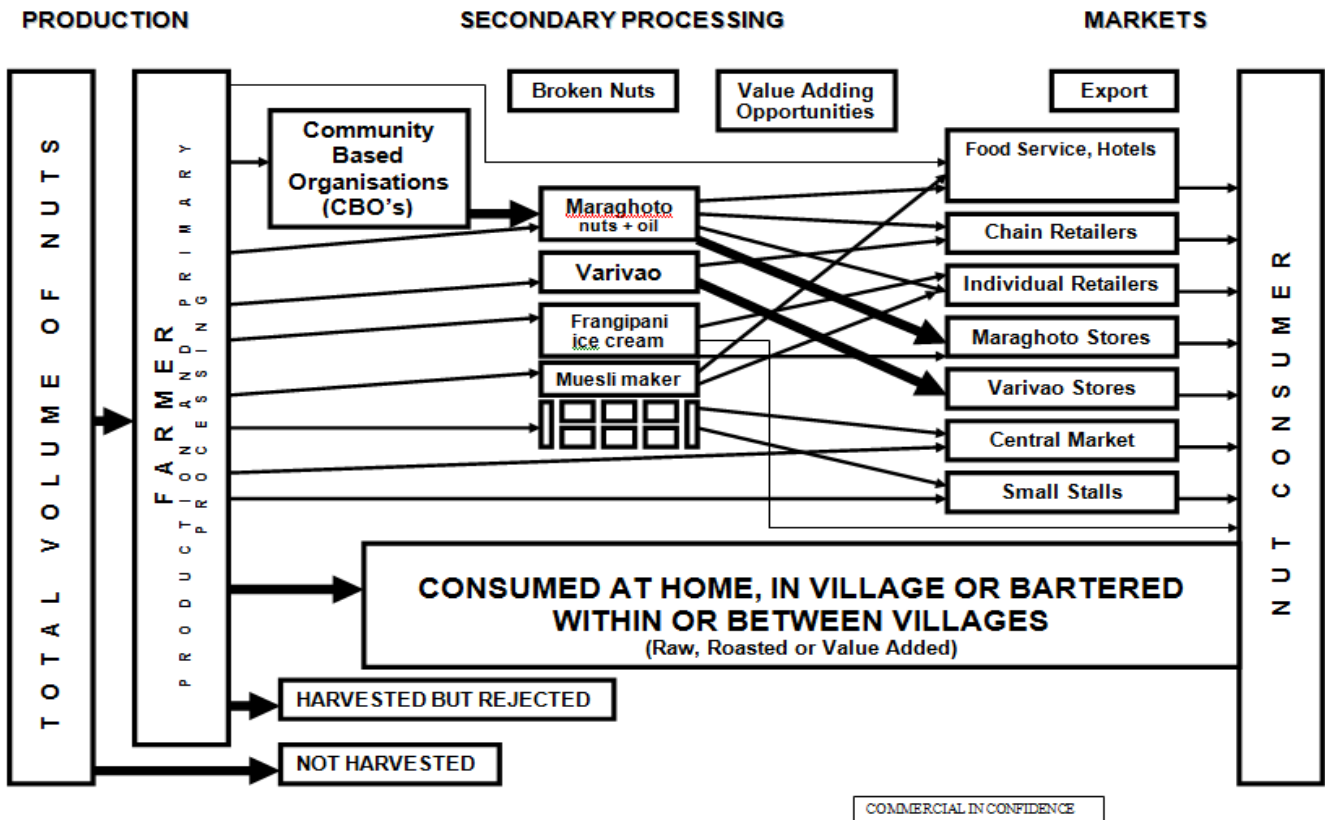 PRODUCTION
SECONDARY PROCESSING
MARKETS
TOTAL VOLUME OF NUTS
FARMER
PRODUCTION AND PRIMARY
PROCESSING
Community
Based
Organisations
(CBO's)
Broken Nuts
Value Adding
Opportunities
Export
Maraghoto
nuts + oil
Varivao
Frangipani
ice cream
Muesli maker
Food Service, Hotels
Chain Retailers
Individual Retailers
Maraghoto Stores
Varivao Stores
Central Market
Small Stalls
NUT CONSUMER
CONSUMED AT HOME, IN VILLAGE OR BARTERED
WITHIN OR BETWEEN VILLAGES
(Raw, Roasted or Value Added)
HARVESTED BUT REJECTED
NOT HARVESTED
COMMERCIAL IN CONFIDENCE